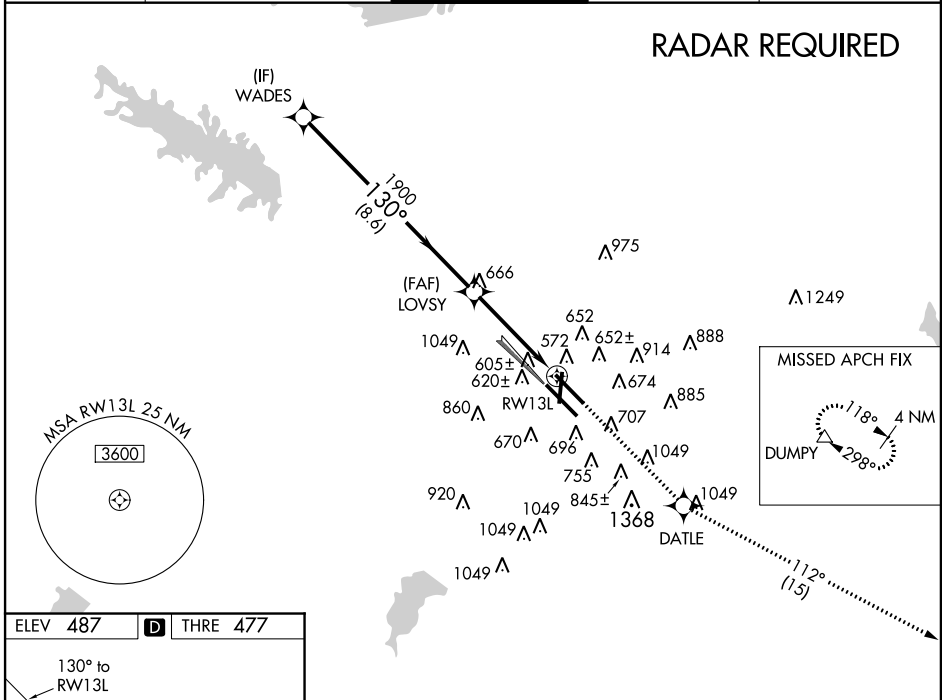 RADAR REQUIRED
(IF)
WADES
1900
130°
(8.6)
975
666
(FAF)
LOVSY
1249
652
1049
572
652±
914
888
605±
620±
674
MISSED APCH FIX
RW13L
885
860
707
118°
4 NM
MSA RW13L 25 NM
670
696
DUMPY
298°
3600
755
1049
845±
920
1049
1368
1049
1049
DATLE
1049
112°
(15)
ELEV 487
D
THRE 477
130° to
RW13L